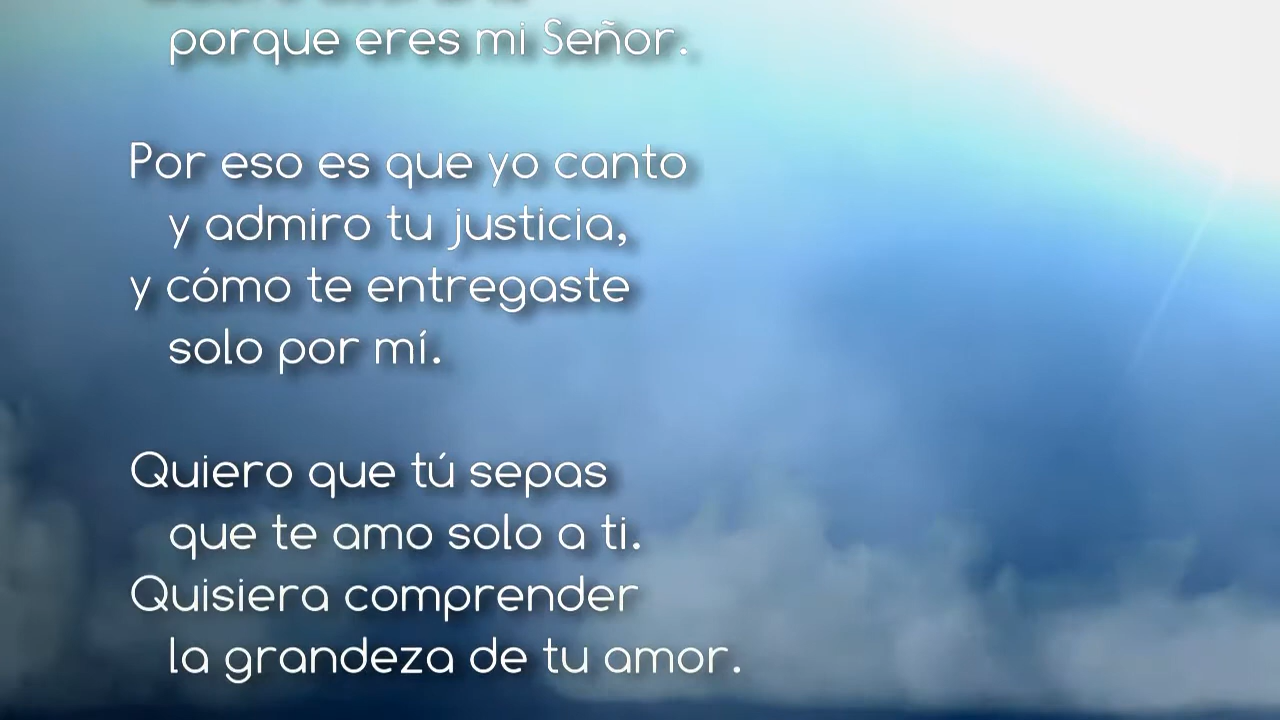 porque eres mi Señor.
Por eso es que yo canto
y admiro tu justicia,
y cómo te entregaste
solo por mí.
Quiero que tú sepas
que te amo solo a ti.
Quisiera comprender
la grandeza de tu amor.